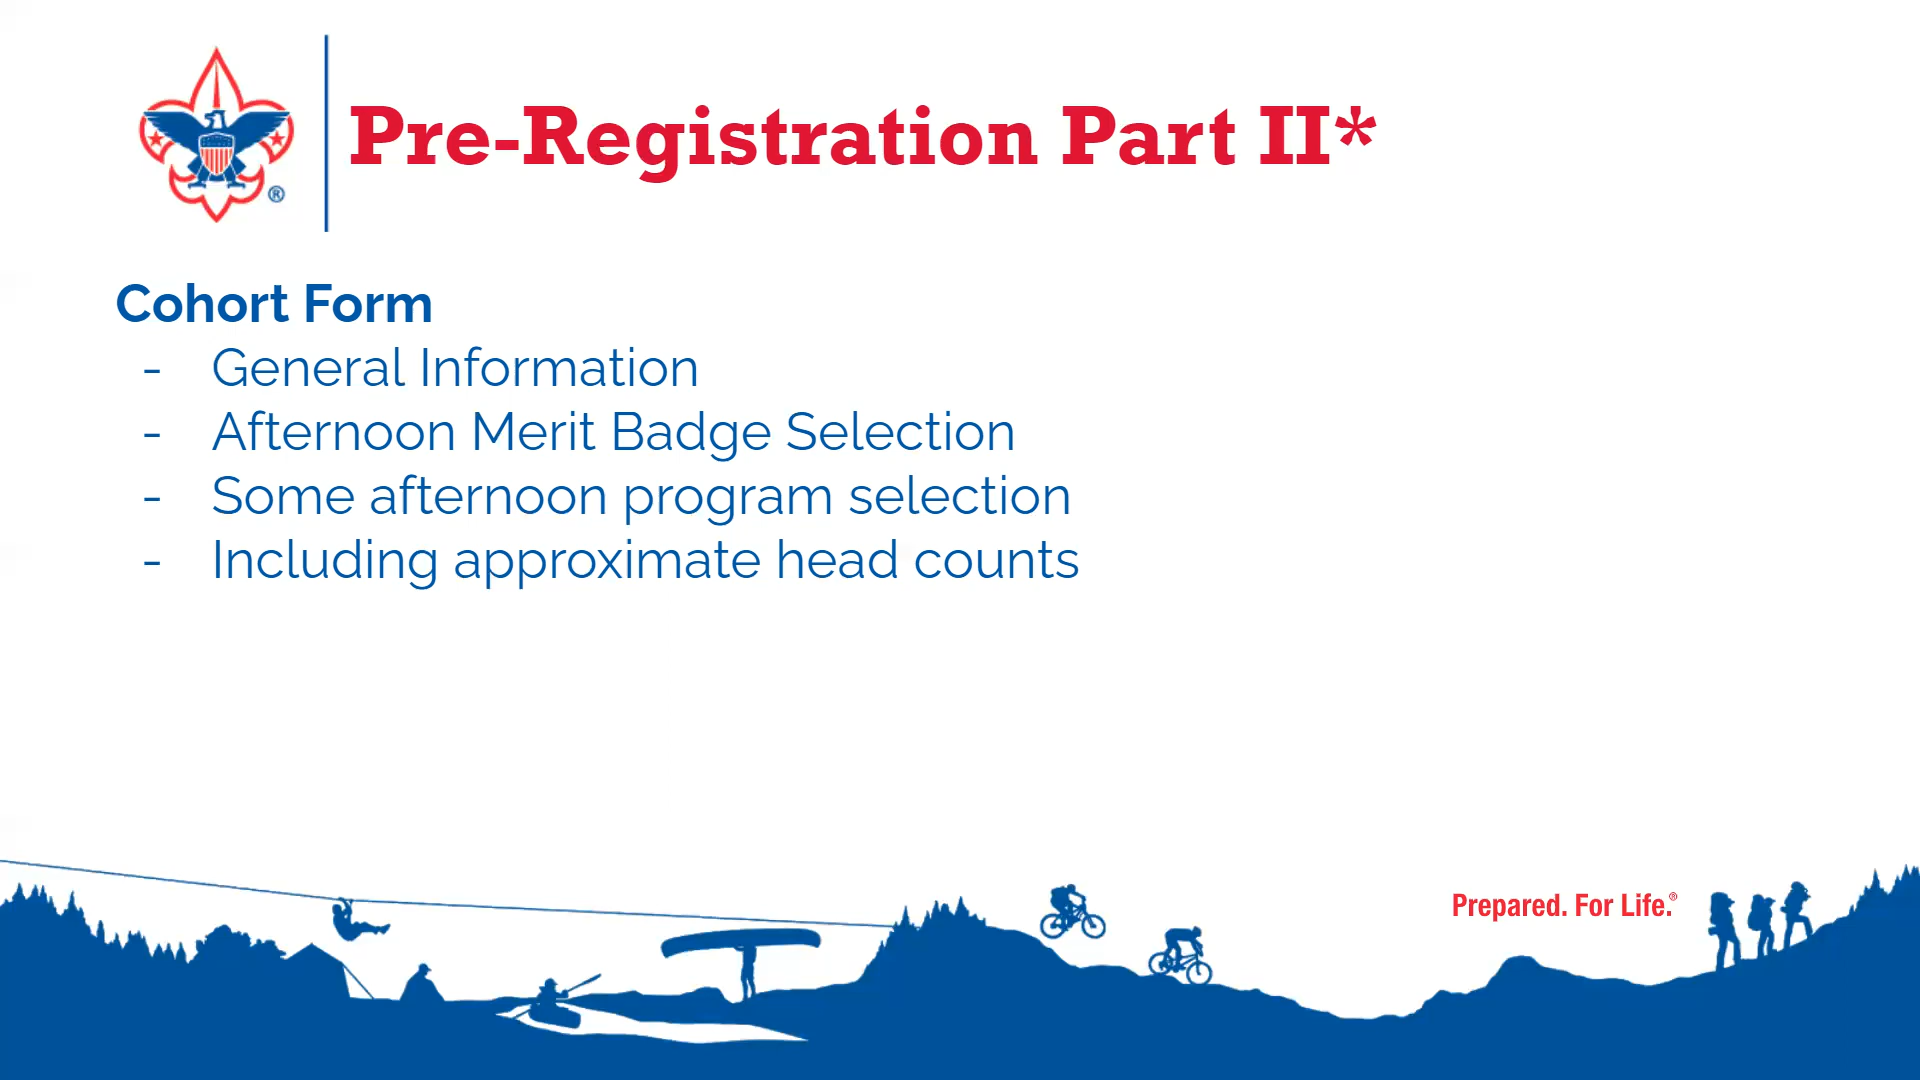 Pre-Registration Part II*
Cohort Form
- General Information
- Afternoon Merit Badge Selection
- Some afternoon program selection
- Including approximate head counts
Prepared. For Life.®
®